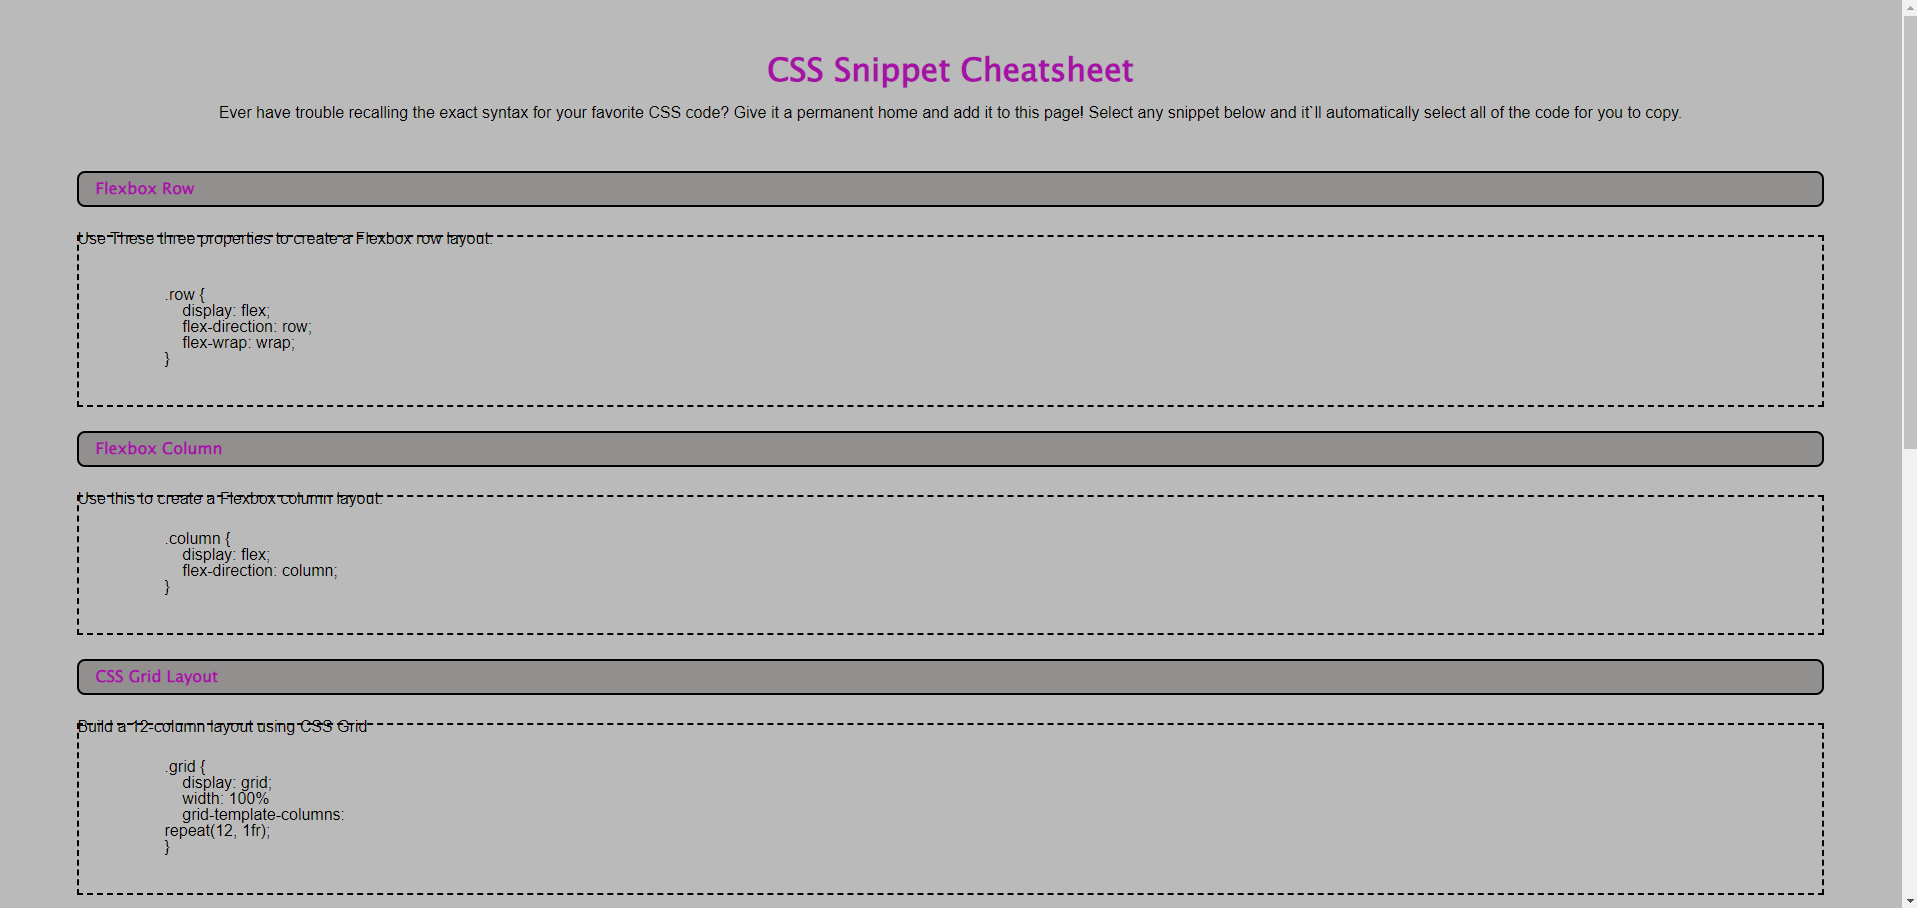 CSS Snippet Cheatsheet
Ever have trouble recalling the exact syntax for your favorite CSS code? Give it a permanent home and add it to this page! Select any snippet below and it`ll automatically select all of the code for you to copy.
Flexbox Row
Use These three properties to create a Flexbox row layout:
.row {
display: flex;
flex-direction: row;
flex-wrap: wrap;
}
Flexbox Column
Use this to create a Flexbox column layout:
.column {
display: flex;
flex-direction: column;
}
CSS Grid Layout
Build a 12-column layout using CSS Grid
.grid {
display: grid;
width: 100%
grid-template-columns:
repeat(12, 1fr);
}